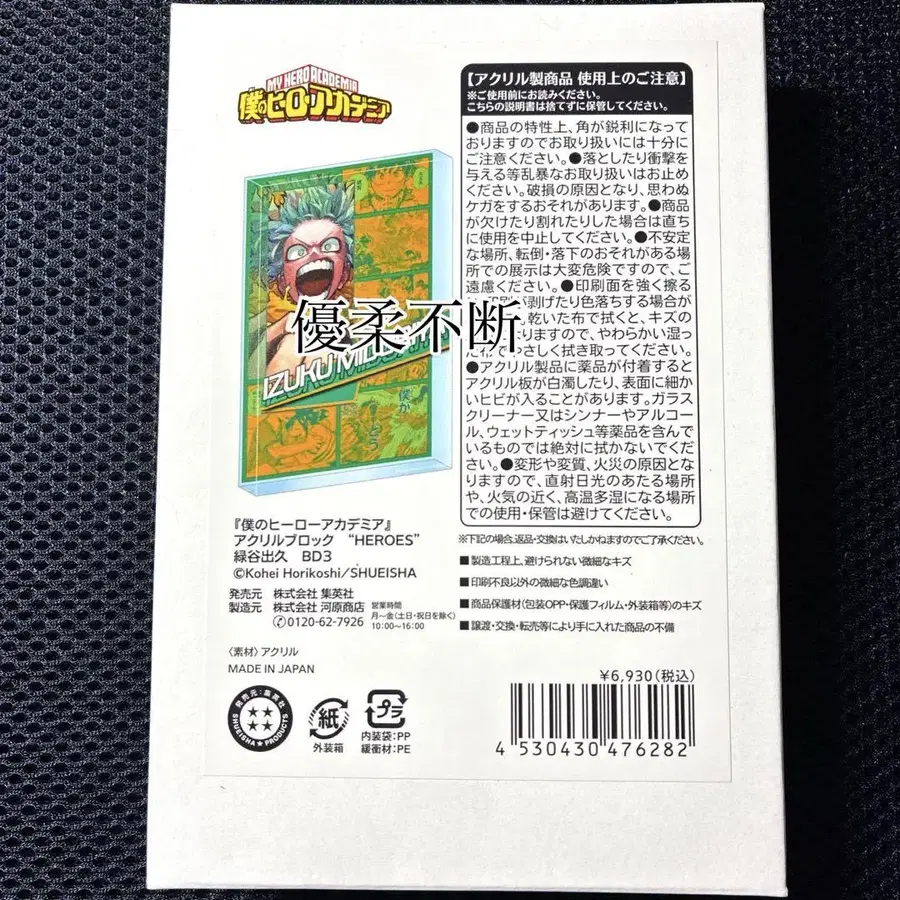 MY HERO ACADEMIA
僕のヒーローアカデミア
IZUKU MIDORIYA
僕が
優柔不断
『僕のヒーローアカデミア』
アクリルブロック “HEROES”
緑谷出久 BD3
©Kohei Horikoshi/SHUEISHA
発売元 株式会社 集英社
製造元 株式会社 河原商店
0120-62-7926
営業時間
月〜金(土日・祝日を除く)
10:00〜16:00
〈素材〉アクリル
MADE IN JAPAN
発売元:集英社
SHUEISHA★PRODUCTS
紙
外装箱
プラ
内装袋:PP
緩衝材:PE
【アクリル製商品 使用上のご注意】
※ご使用前にお読みください。
こちらの説明書は捨てずに保管してください。
●商品の特性上、角が鋭利になって
おりますのでお取り扱いには十分に
ご注意ください。●落としたり衝撃を
与える等乱暴なお取り扱いはお止め
ください。破損の原因となり、思わぬ
ケガをするおそれがあります。●商品
が欠けたり割れたりした場合は直ち
に使用を中止してください。●不安定
な場所、転倒・落下のおそれがある場
所での展示は大変危険ですので、ご
遠慮ください。●印刷面を強く擦る
が剥げたり色落ちする場合が
乾いた布で拭くと、キズの
りますので、やわらかい湿っ
やさしく拭き取ってください。
●アクリル製品に薬品が付着すると
アクリル板が白濁したり、表面に細か
いヒビが入ることがあります。ガラス
クリーナー又はシンナーやアルコー
ル、ウェットティッシュ等薬品を含んで
いるものでは絶対に拭かないでくだ
さい。●変形や変質、火災の原因とな
りますので、直射日光のあたる場所
や、火気の近く、高温多湿になる場所
での使用・保管は避けてください。
※下記の場合、返品・交換はいたしかねますのでご了承ください。
■製造工程上、避けられない微細なキズ
■印刷不良以外の微細な色調違い
■商品保護材(包装OPP・保護フィルム・外装箱等)のキズ
■譲渡・交換・転売等により手に入れた商品の不備
¥6,930(税込)
4 530430 476282